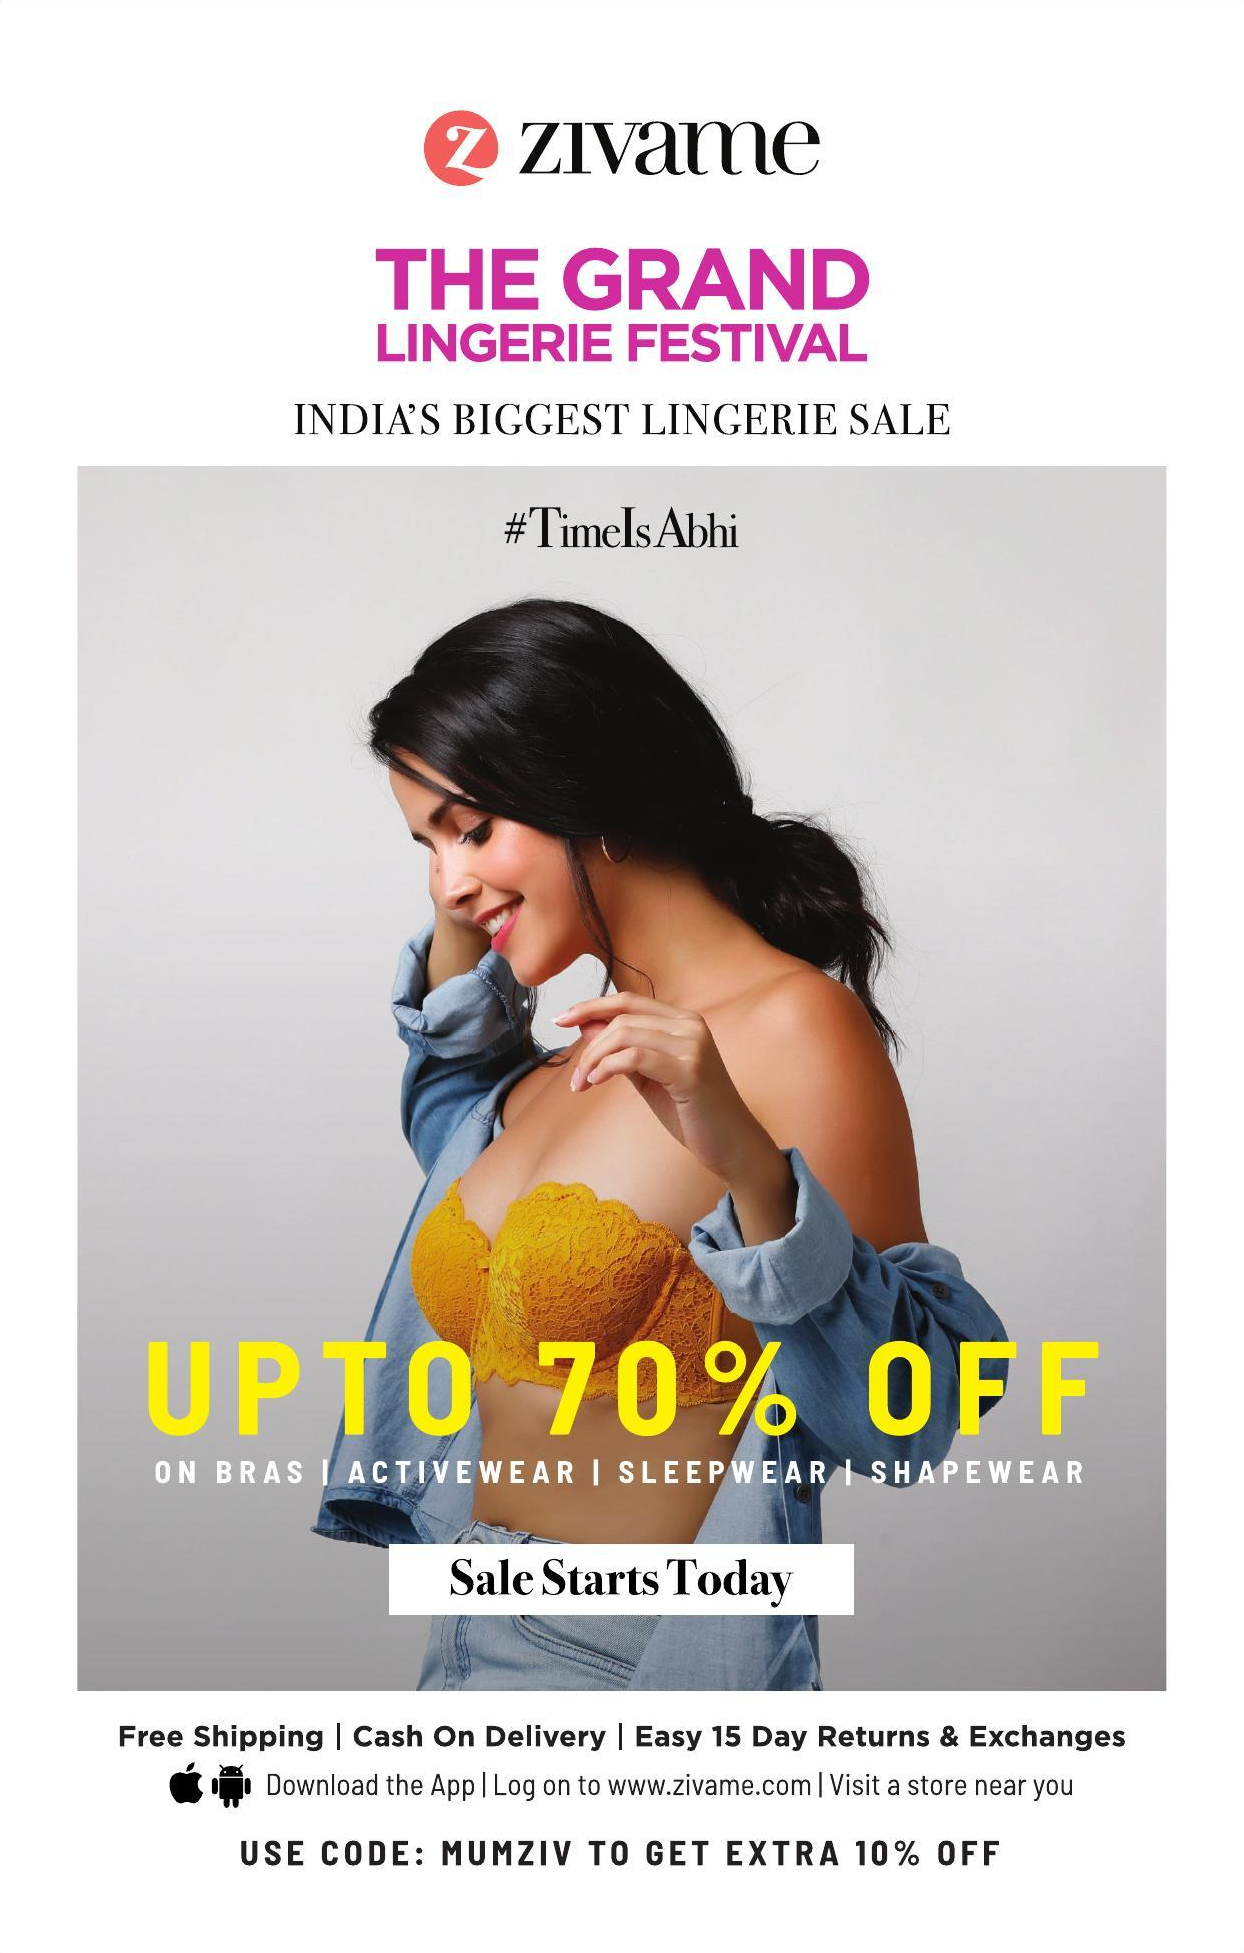 zivame
THE GRAND
LINGERIE FESTIVAL
INDIA'S BIGGEST LINGERIE SALE
#TimeIsAbhi
UPTO 70% OFF
ON BRAS | ACTIVEWEAR | SLEEPWEAR | SHAPEWEAR
Sale Starts Today
Free Shipping | Cash On Delivery | Easy 15 Day Returns & Exchanges
Download the App | Log on to www.zivame.com | Visit a store near you
USE CODE: MUMZIV TO GET EXTRA 10% OFF